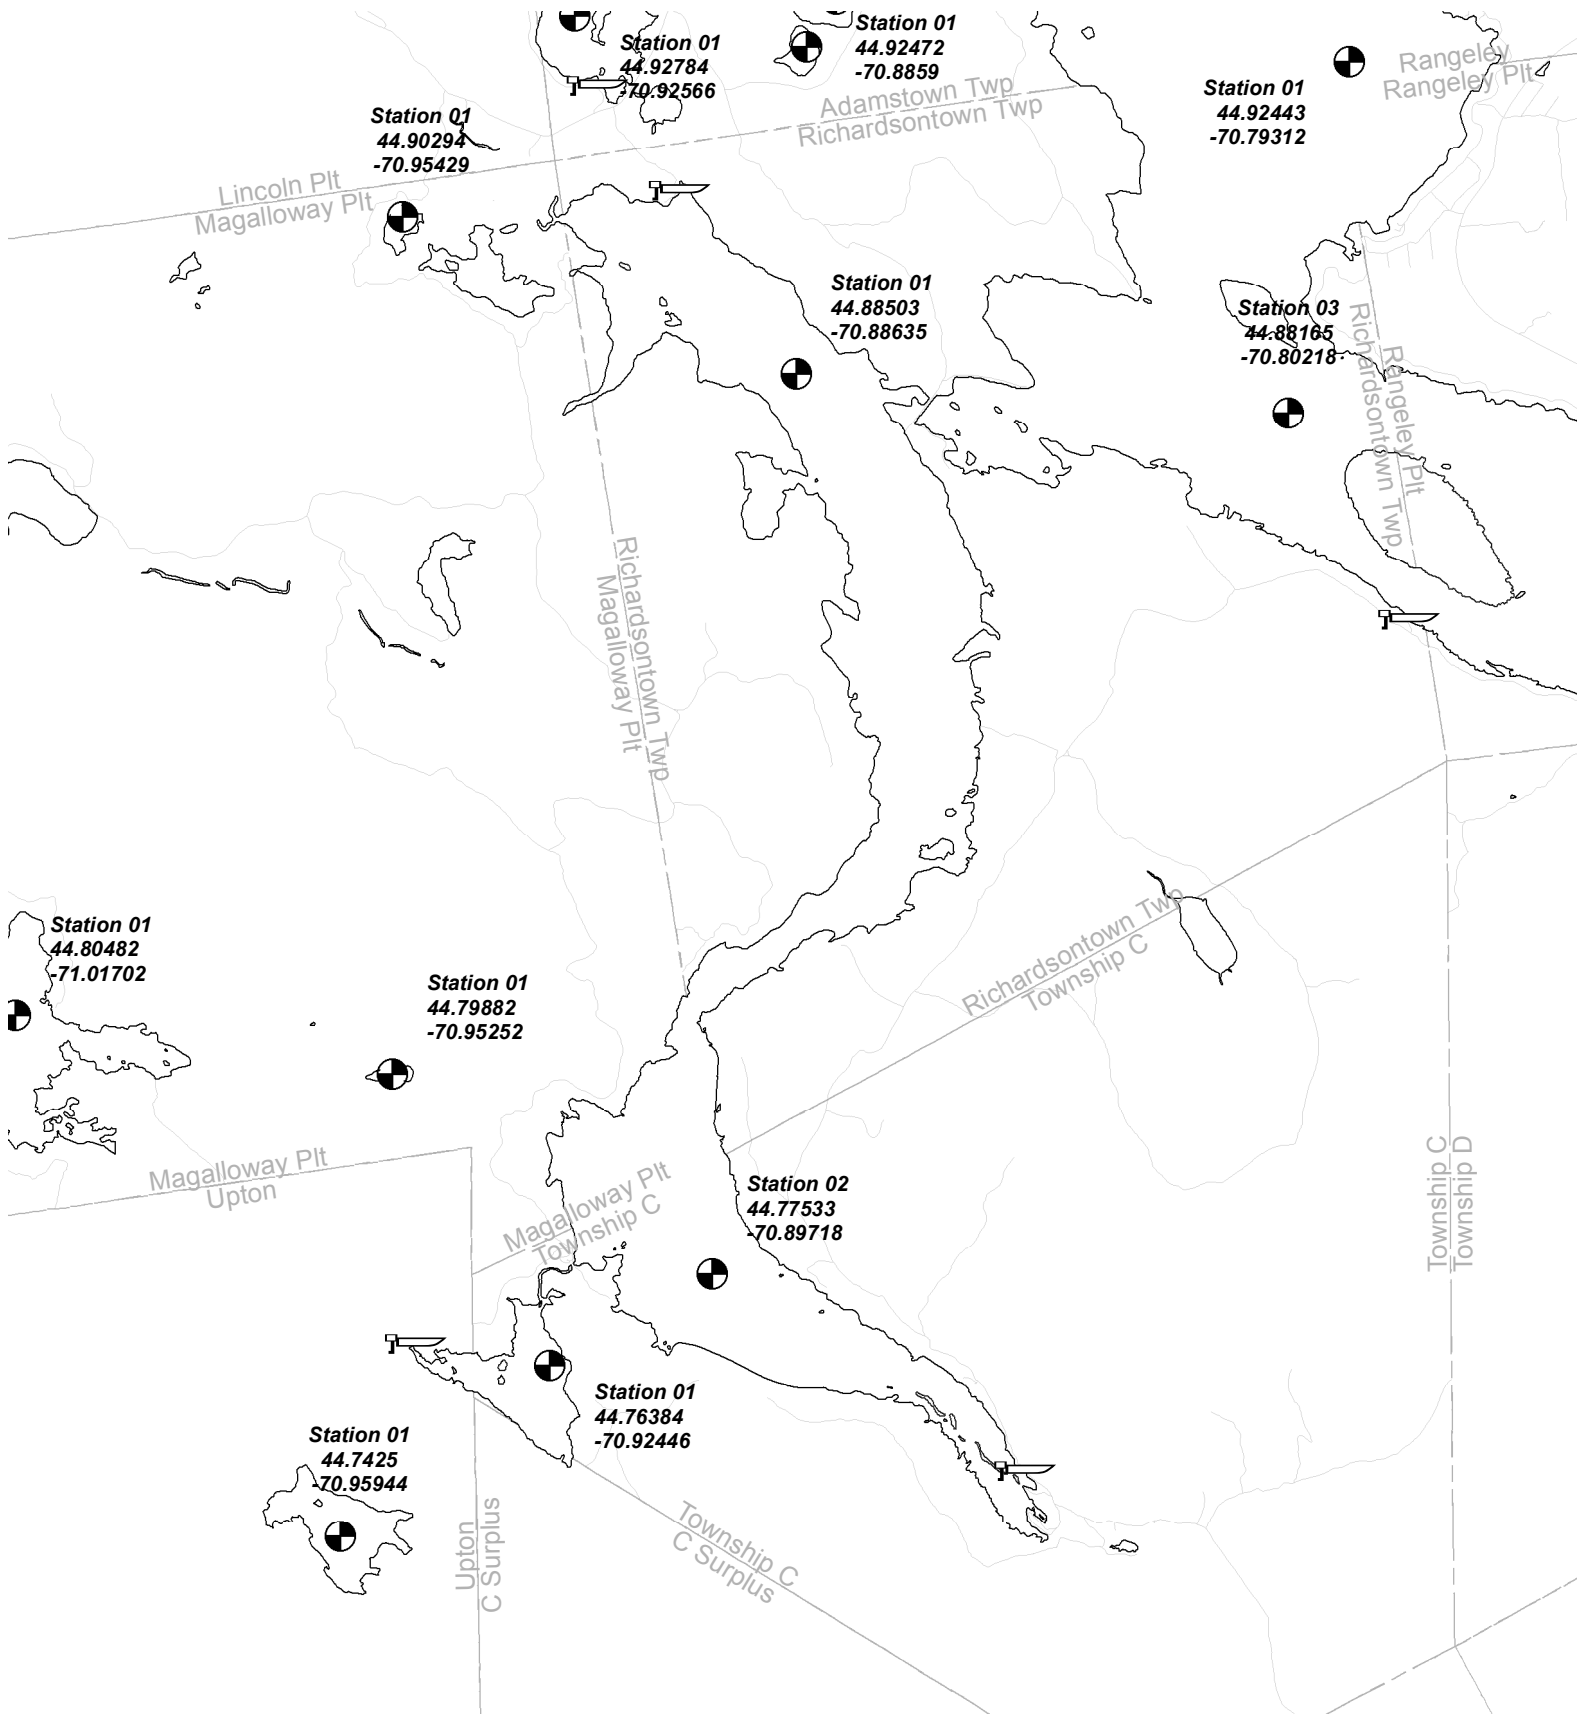 Station 01
44.92784
-70.92566
Station 01
44.92472
-70.8859
Rangeley
Rangeley Plt
Station 01
44.92443
-70.79312
Adamstown Twp
Richardsontown Twp
Station 01
44.90294
-70.95429
Lincoln Plt
Magalloway Plt
Station 01
44.88503
-70.88635
Station 03
44.88165
-70.80218
Rangeley Plt
Richardsontown Twp
Richardsontown Twp
Magalloway Plt
Station 01
44.80482
-71.01702
Station 01
44.79882
-70.95252
Richardsontown Twp
Township C
Magalloway Plt
Upton
Magalloway Plt
Township C
Station 02
44.77533
-70.89718
Township C
Township D
Station 01
44.76384
-70.92446
Station 01
44.7425
-70.95944
Upton
C Surplus
Township C
C Surplus